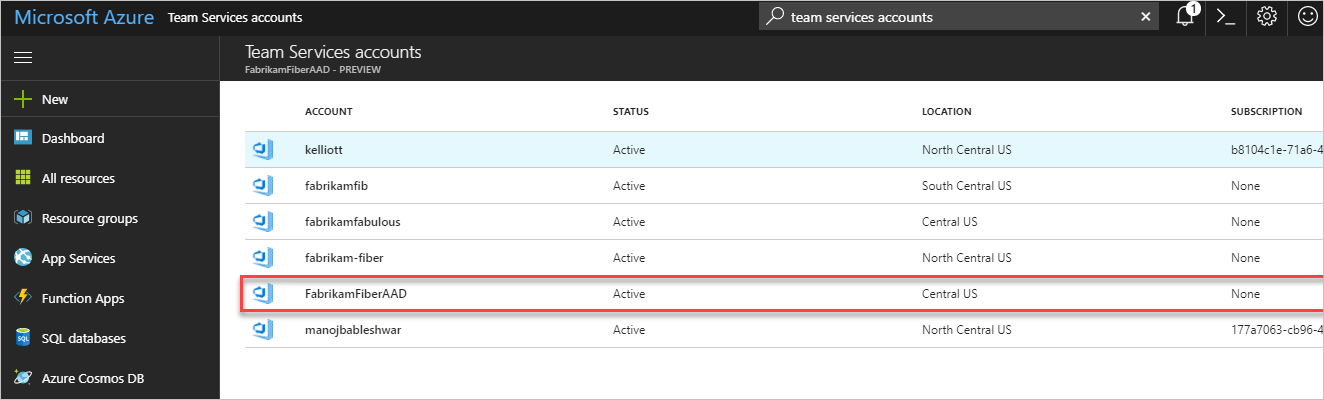 Microsoft Azure Team Services accounts team services accounts × 1 >_
Team Services accounts
FabrikamFiberAAD - PREVIEW
New
Dashboard
All resources
Resource groups
App Services
Function Apps
SQL SQL databases
Azure Cosmos DB
ACCOUNT STATUS LOCATION SUBSCRIPTION
kelliott Active North Central US b8104c1e-71a6-4
fabrikamfib Active South Central US None
fabrikamfabulous Active Central US None
fabrikam-fiber Active North Central US None
FabrikamFiberAAD Active Central US None
manojbableshwar Active North Central US 177a7063-cb96-4